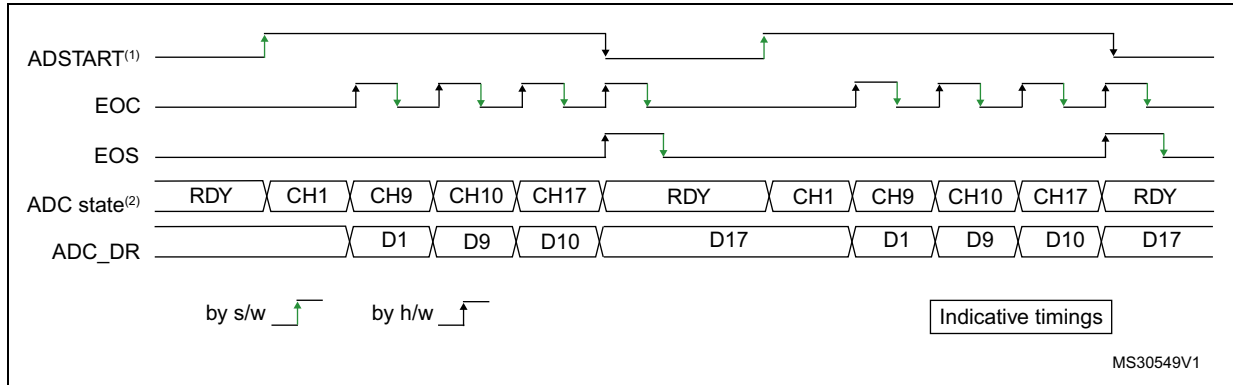 ADSTART(1)
EOC
EOS
ADC state(2) RDY CH1 CH9 CH10 CH17 RDY CH1 CH9 CH10 CH17 RDY
ADC_DR D1 D9 D10 D17 D1 D9 D10 D17
by s/w by h/w Indicative timings
MS30549V1